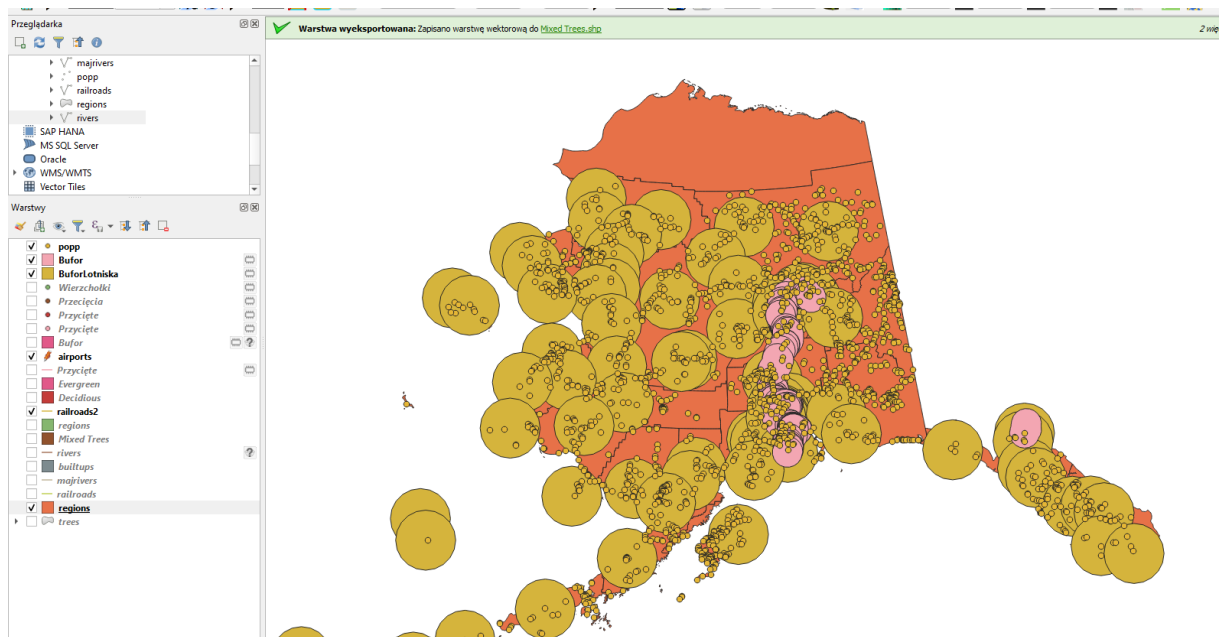 Przeglądarka
majrivers
popp
railroads
regions
rivers
SAP HANA
MS SQL Server
Oracle
WMS/WMTS
Vector Tiles
Warstwy
popp
Bufor
BuforLotniska
Wierzchołki
Przecięcia
Przycięte
Przycięte
Bufor
airports
Przycięte
Evergreen
Decidious
railroads2
regions
Mixed Trees
rivers
builtups
majrivers
railroads
regions
trees
Warstwa wyeksportowana: Zapisano warstwę wektorową do Mixed Trees.shp
2 wię